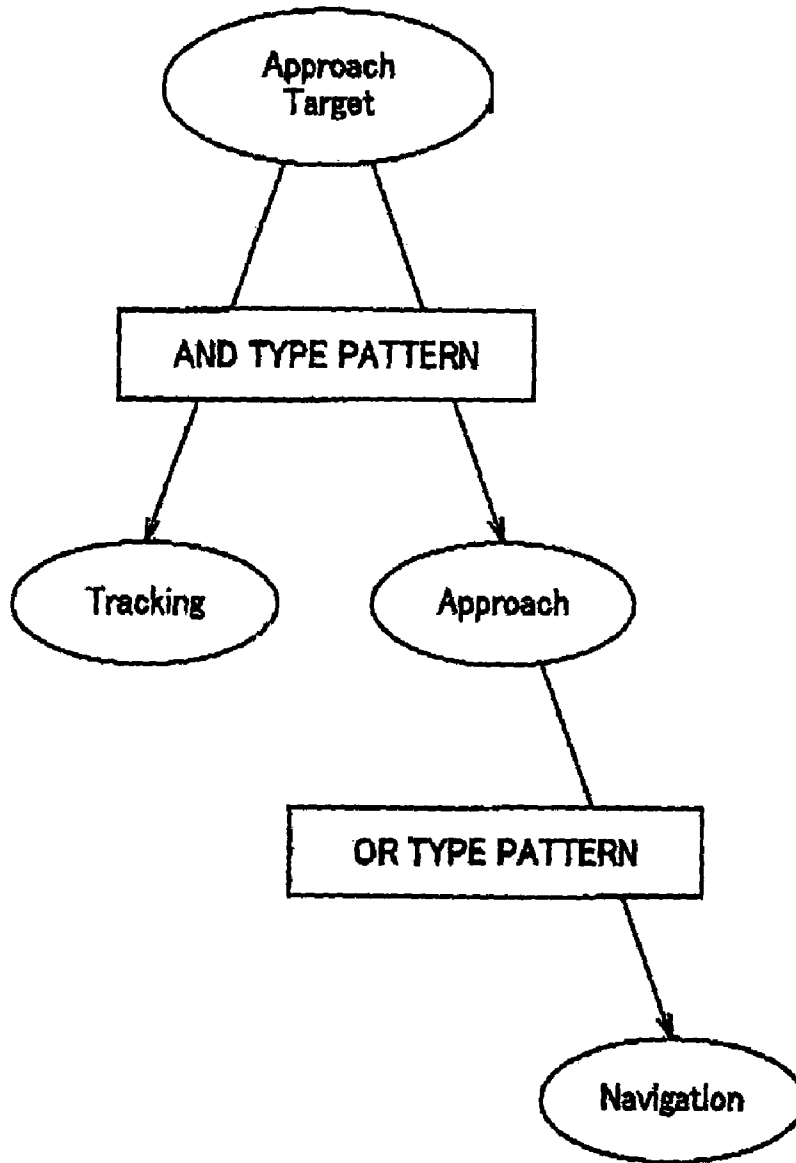 Approach
Target
AND TYPE PATTERN
Tracking
Approach
OR TYPE PATTERN
Navigation